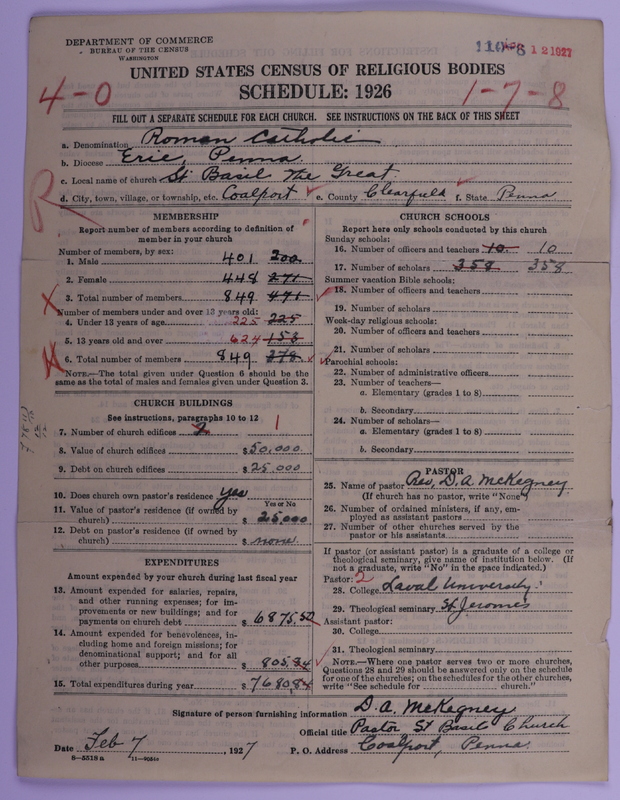 DEPARTMENT OF COMMERCE
BUREAU OF THE CENSUS
WASHINGTON
12 1927
UNITED STATES CENSUS OF RELIGIOUS BODIES
SCHEDULE: 1926
4-0
1-7-8
FILL OUT A SEPARATE SCHEDULE FOR EACH CHURCH. SEE INSTRUCTIONS ON THE BACK OF THIS SHEET
a. Denomination Roman Catholic
b. Diocese Erie, Penna
c. Local name of church St Basil The Great
d. City, town, village, or township, etc. Coalport e. County Clearfield f. State Penna
R
MEMBERSHIP
Report number of members according to definition of
member in your church
Number of members, by sex:
1. Male 401 200
2. Female 448 271
3. Total number of members 849 471
Number of members under and over 13 years old:
4. Under 13 years of age 225 225
5. 13 years old and over 624 153
6. Total number of members 849 378
NOTE.—The total given under Question 6 should be the
same as the total of males and females given under Question 3.
CHURCH BUILDINGS
See instructions, paragraphs 10 to 12
7. Number of church edifices 2 1
8. Value of church edifices $50,000
9. Debt on church edifices $25,000
10. Does church own pastor's residence yes
Yes or No
11. Value of pastor's residence (if owned by
church) $25,000
12. Debt on pastor's residence (if owned by
church) $none
EXPENDITURES
Amount expended by your church during last fiscal year
13. Amount expended for salaries, repairs,
and other running expenses; for im-
provements or new buildings; and for
payments on church debt $6875,50
14. Amount expended for benevolences, in-
cluding home and foreign missions; for
denominational support; and for all
other purposes $805,34
15. Total expenditures during year $7680,84
CHURCH SCHOOLS
Report here only schools conducted by this church
Sunday schools:
16. Number of officers and teachers 10 10
17. Number of scholars 358 358
Summer vacation Bible schools:
18. Number of officers and teachers
19. Number of scholars
Week-day religious schools:
20. Number of officers and teachers
21. Number of scholars
Parochial schools:
22. Number of administrative officers
23. Number of teachers—
a. Elementary (grades 1 to 8)
b. Secondary
24. Number of scholars—
a. Elementary (grades 1 to 8)
b. Secondary
PASTOR
25. Name of pastor Rev. D. A. McKegney
(If church has no pastor, write "None")
26. Number of ordained ministers, if any, em-
ployed as assistant pastors
27. Number of other churches served by the
pastor or his assistants
If pastor (or assistant pastor) is a graduate of a college or
theological seminary, give name of institution below. (If
not a graduate, write "No" in the space indicated.)
Pastor: 2
28. College Laval University
29. Theological seminary St. Jeromes
Assistant pastor:
30. College
31. Theological seminary
NOTE.—Where one pastor serves two or more churches,
Questions 28 and 29 should be answered only on the schedule
for one of the churches; on the schedules for the other churches,
write "See schedule for church."
Signature of person furnishing information D. A. McKegney
Official title Pastor St Basil Church
Date Feb 7, 1927 P. O. Address Coalport, Penna.
8-5518a